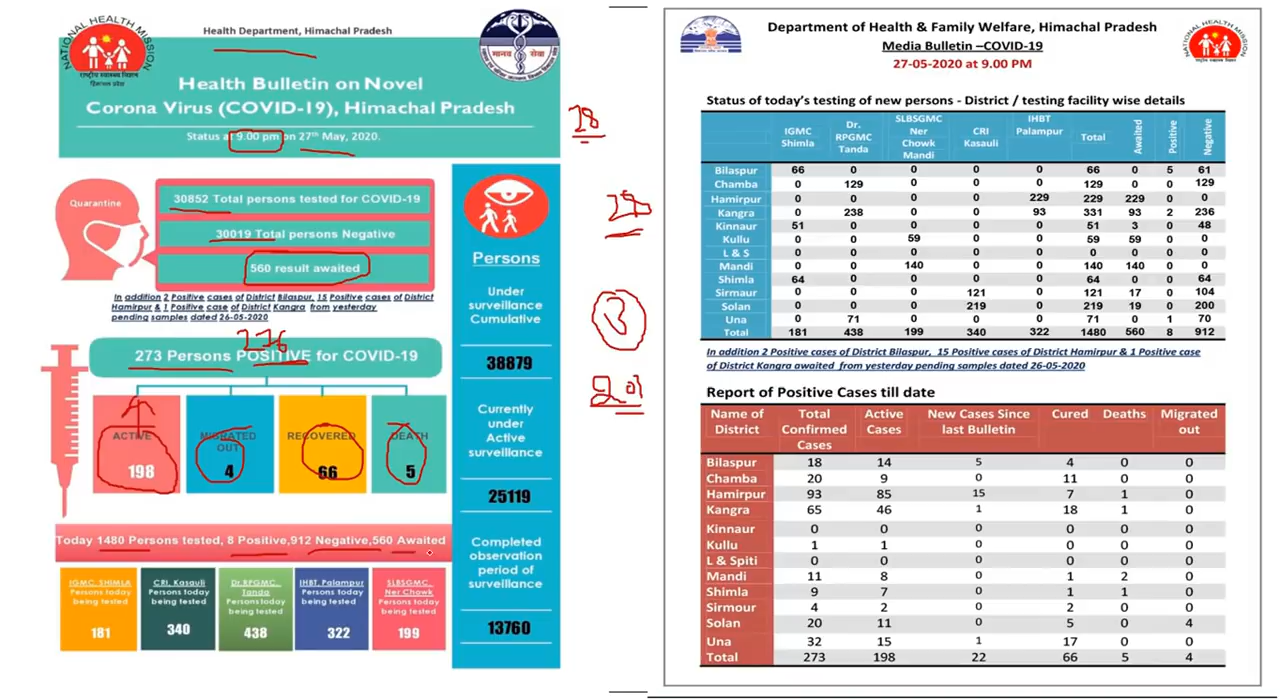 NATIONAL HEALTH MISSION
राष्ट्रीय स्वास्थ्य मिशन
Health Department, Himachal Pradesh
मानव सेवा
Health Bulletin on Novel
Corona Virus (COVID-19), Himachal Pradesh
Status at 9.00 pm on 27th May, 2020.
28
Quarantine
30852 Total persons tested for COVID-19
30019 Total persons Negative
560 result awaited
In addition 2 Positive cases of District Bilaspur, 15 Positive cases of District
Hamirpur & 1 Positive case of District Kangra from yesterday
pending samples dated 26-05-2020
276
273 Persons POSITIVE for COVID-19
ACTIVE
198
MIGRATED
OUT
4
RECOVERED
66
DEATH
5
Today 1480 Persons tested, 8 Positive,912 Negative,560 Awaited
IGMC, SHIMLA
Persons today
being tested
181
CRI, Kasauli
Persons today
being tested
340
Dr.RPGMC,
Tanda
Persons today
being tested
438
IHBT, Palampur
Persons today
being tested
322
SLBSGMC,
Ner Chowk
Persons today
being tested
199
Persons
Under
surveillance
Cumulative
38879
Currently
under
Active
surveillance
25119
Completed
observation
period of
surveillance
13760
3
Department of Health & Family Welfare, Himachal Pradesh
Media Bulletin –COVID-19
27-05-2020 at 9.00 PM
NATIONAL HEALTH MISSION
Status of today's testing of new persons - District / testing facility wise details
IGMC Shimla Dr. RPGMC Tanda SLBSGMC Ner Chowk Mandi CRI Kasauli IHBT Palampur Total Awaited Positive Negative
Bilaspur 66 0 0 0 0 66 0 5 61
Chamba 0 129 0 0 0 129 0 0 129
Hamirpur 0 0 0 0 229 229 229 0 0
Kangra 0 238 0 0 93 331 93 2 236
Kinnaur 51 0 0 0 0 51 3 0 48
Kullu 0 0 59 0 0 59 59 0 0
L & S 0 0 0 0 0 0 0 0 0
Mandi 0 0 140 0 0 140 140 0 0
Shimla 64 0 0 0 0 64 0 0 64
Sirmaur 0 0 0 121 0 121 17 0 104
Solan 0 0 0 219 0 219 19 0 200
Una 0 71 0 0 0 71 0 1 70
Total 181 438 199 340 322 1480 560 8 912
In addition 2 Positive cases of District Bilaspur, 15 Positive cases of District Hamirpur & 1 Positive case
of District Kangra awaited from yesterday pending samples dated 26-05-2020
Report of Positive Cases till date
Name of District Total Confirmed Cases Active Cases New Cases Since last Bulletin Cured Deaths Migrated out
Bilaspur 18 14 5 4 0 0
Chamba 20 9 0 11 0 0
Hamirpur 93 85 15 7 1 0
Kangra 65 46 1 18 1 0
Kinnaur 0 0 0 0 0 0
Kullu 1 1 0 0 0 0
L & Spiti 0 0 0 0 0 0
Mandi 11 8 0 1 2 0
Shimla 9 7 0 1 1 0
Sirmour 4 2 0 2 0 0
Solan 20 11 0 5 0 4
Una 32 15 1 17 0 0
Total 273 198 22 66 5 4